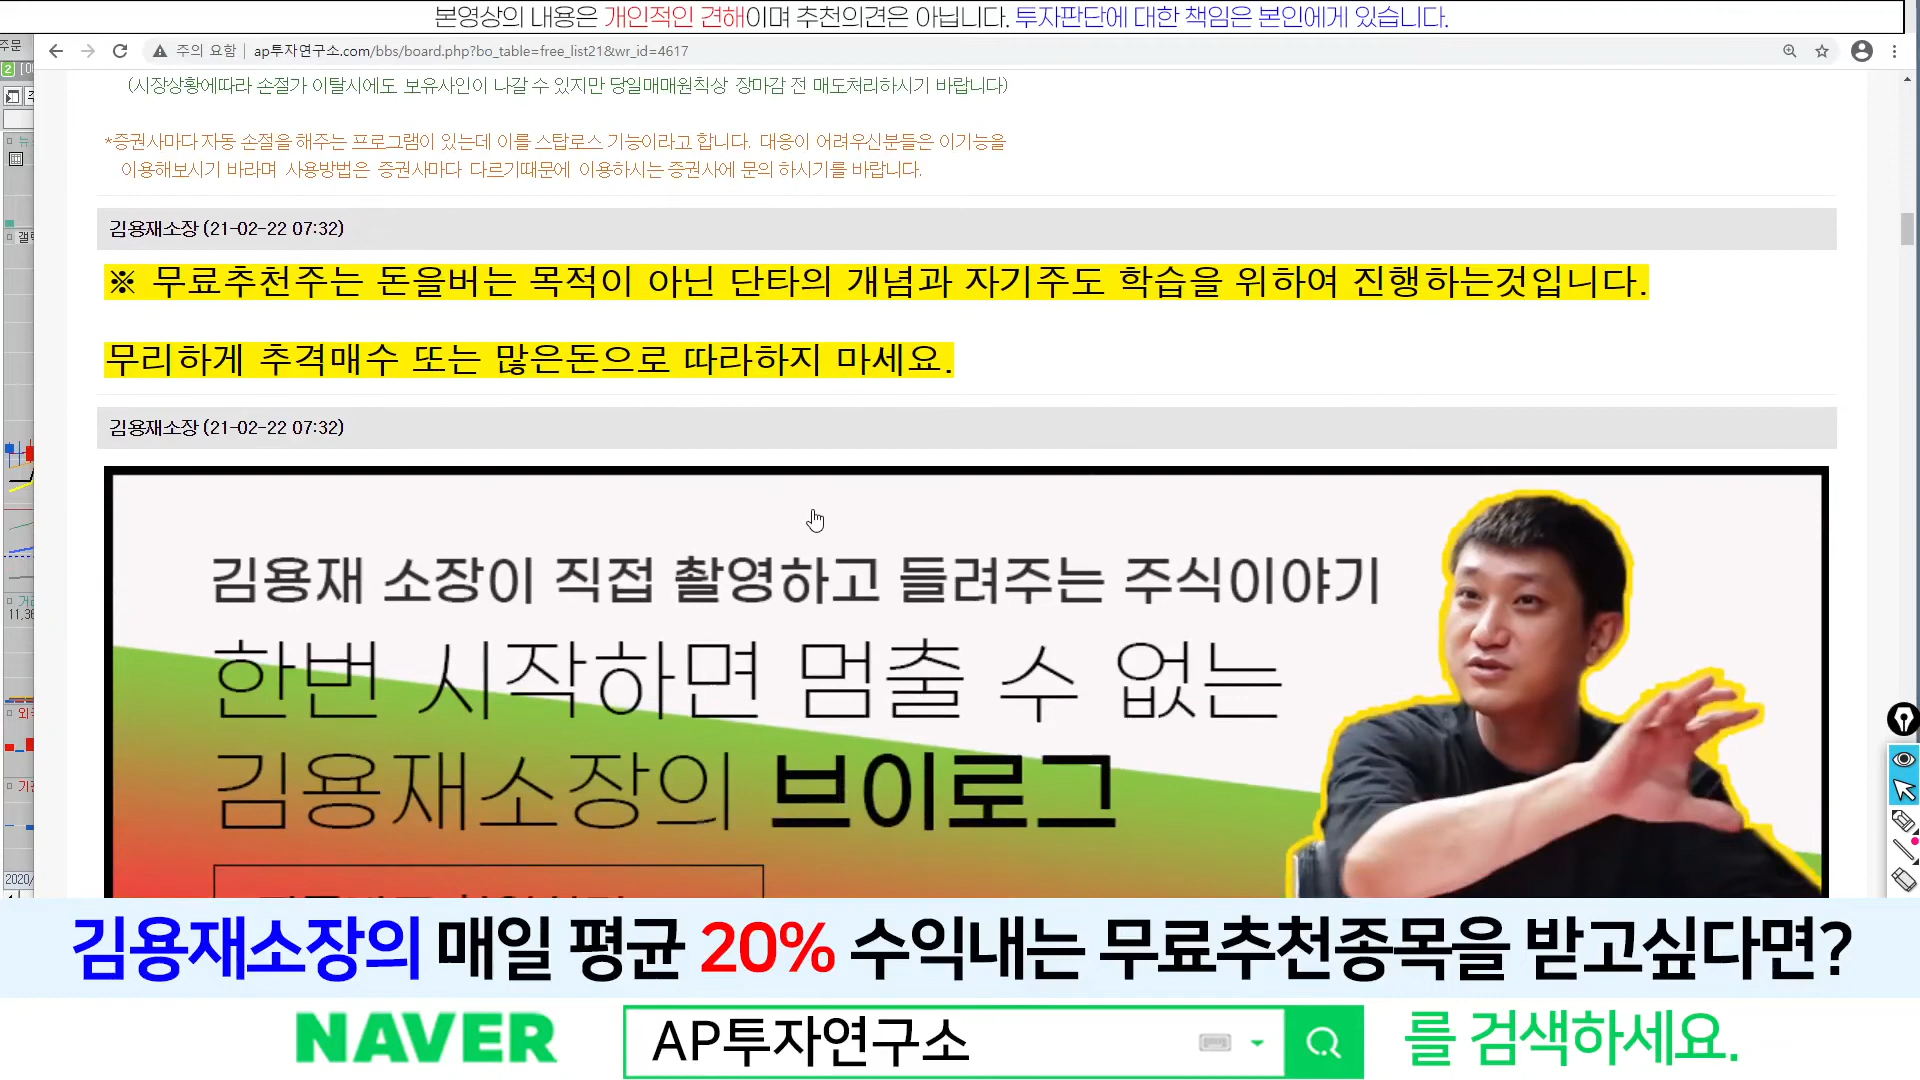 본영상의 내용은 개인적인 견해이며 추천의견은 아닙니다. 투자판단에 대한 책임은 본인에게 있습니다.
주의 요함 | ap투자연구소.com/bbs/board.php?bo_table=free_list21&wr_id=4617
(시장상황에따라 손절가 이탈시에도 보유사인이 나갈 수 있지만 당일매매원칙상 장마감 전 매도처리하시기 바랍니다)
*증권사마다 자동 손절을 해주는 프로그램이 있는데 이를 스탑로스 기능이라고 합니다. 대응이 어려우신분들은 이기능을
이용해보시기 바라며 사용방법은 증권사마다 다르기때문에 이용하시는 증권사에 문의 하시기를 바랍니다.
김용재소장 (21-02-22 07:32)
※ 무료추천주는 돈을버는 목적이 아닌 단타의 개념과 자기주도 학습을 위하여 진행하는것입니다.
무리하게 추격매수 또는 많은돈으로 따라하지 마세요.
김용재소장 (21-02-22 07:32)
김용재 소장이 직접 촬영하고 들려주는 주식이야기
한번 시작하면 멈출 수 없는
김용재소장의 브이로그
2020/
김용재소장의 매일 평균 20% 수익내는 무료추천종목을 받고싶다면?
NAVER AP투자연구소 를 검색하세요.